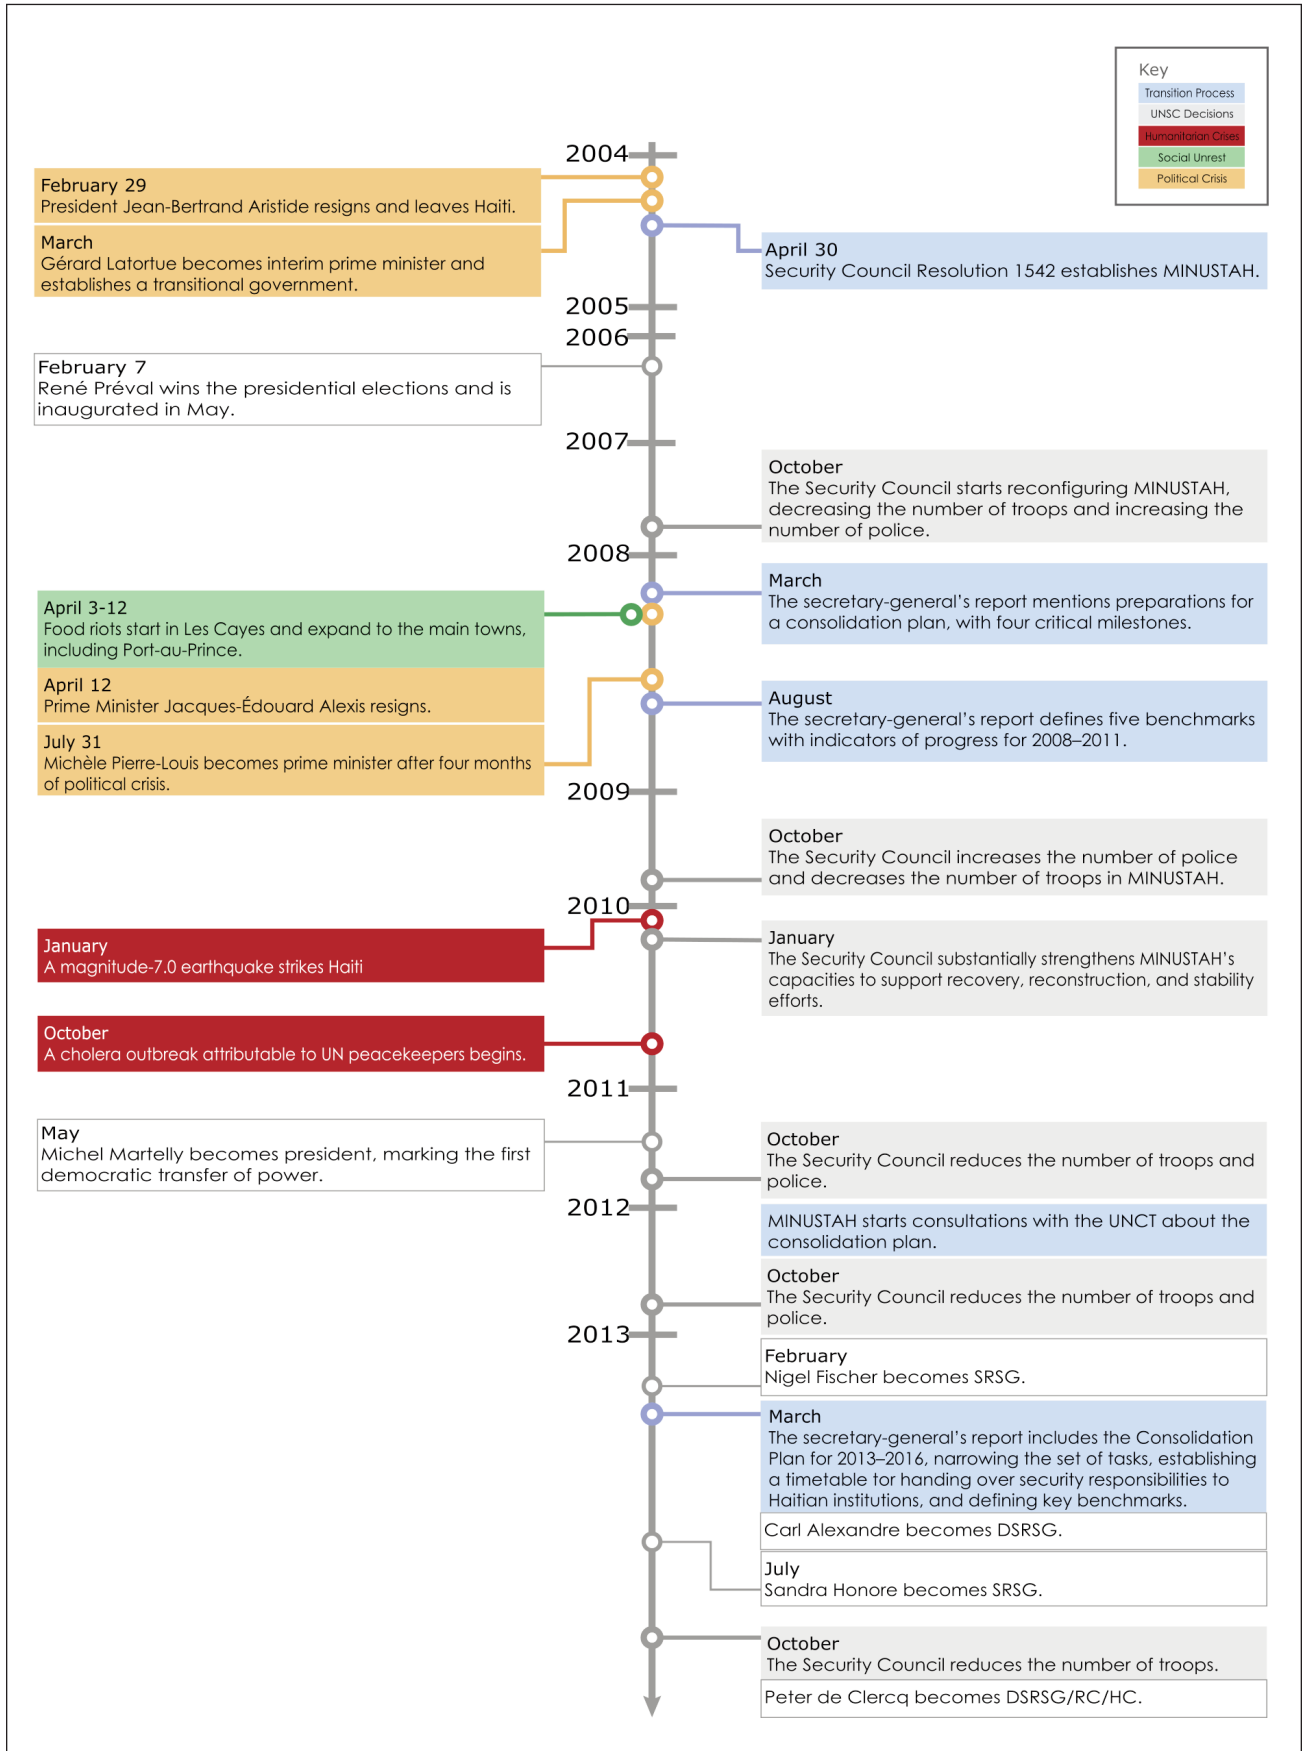 Key
Transition Process
UNSC Decisions
Humanitarian Crises
Social Unrest
Political Crisis
2004
February 29
President Jean-Bertrand Aristide resigns and leaves Haiti.
March
Gérard Latortue becomes interim prime minister and
establishes a transitional government.
April 30
Security Council Resolution 1542 establishes MINUSTAH.
2005
2006
February 7
René Préval wins the presidential elections and is
inaugurated in May.
2007
October
The Security Council starts reconfiguring MINUSTAH,
decreasing the number of troops and increasing the
number of police.
2008
March
The secretary-general’s report mentions preparations for
a consolidation plan, with four critical milestones.
April 3-12
Food riots start in Les Cayes and expand to the main towns,
including Port-au-Prince.
April 12
Prime Minister Jacques-Édouard Alexis resigns.
July 31
Michèle Pierre-Louis becomes prime minister after four months
of political crisis.
August
The secretary-general’s report defines five benchmarks
with indicators of progress for 2008–2011.
2009
October
The Security Council increases the number of police
and decreases the number of troops in MINUSTAH.
2010
January
A magnitude-7.0 earthquake strikes Haiti
January
The Security Council substantially strengthens MINUSTAH’s
capacities to support recovery, reconstruction, and stability
efforts.
October
A cholera outbreak attributable to UN peacekeepers begins.
2011
May
Michel Martelly becomes president, marking the first
democratic transfer of power.
October
The Security Council reduces the number of troops and
police.
2012
MINUSTAH starts consultations with the UNCT about the
consolidation plan.
October
The Security Council reduces the number of troops and
police.
2013
February
Nigel Fischer becomes SRSG.
March
The secretary-general’s report includes the Consolidation
Plan for 2013–2016, narrowing the set of tasks, establishing
a timetable for handing over security responsibilities to
Haitian institutions, and defining key benchmarks.
Carl Alexandre becomes DSRSG.
July
Sandra Honore becomes SRSG.
October
The Security Council reduces the number of troops.
Peter de Clercq becomes DSRSG/RC/HC.